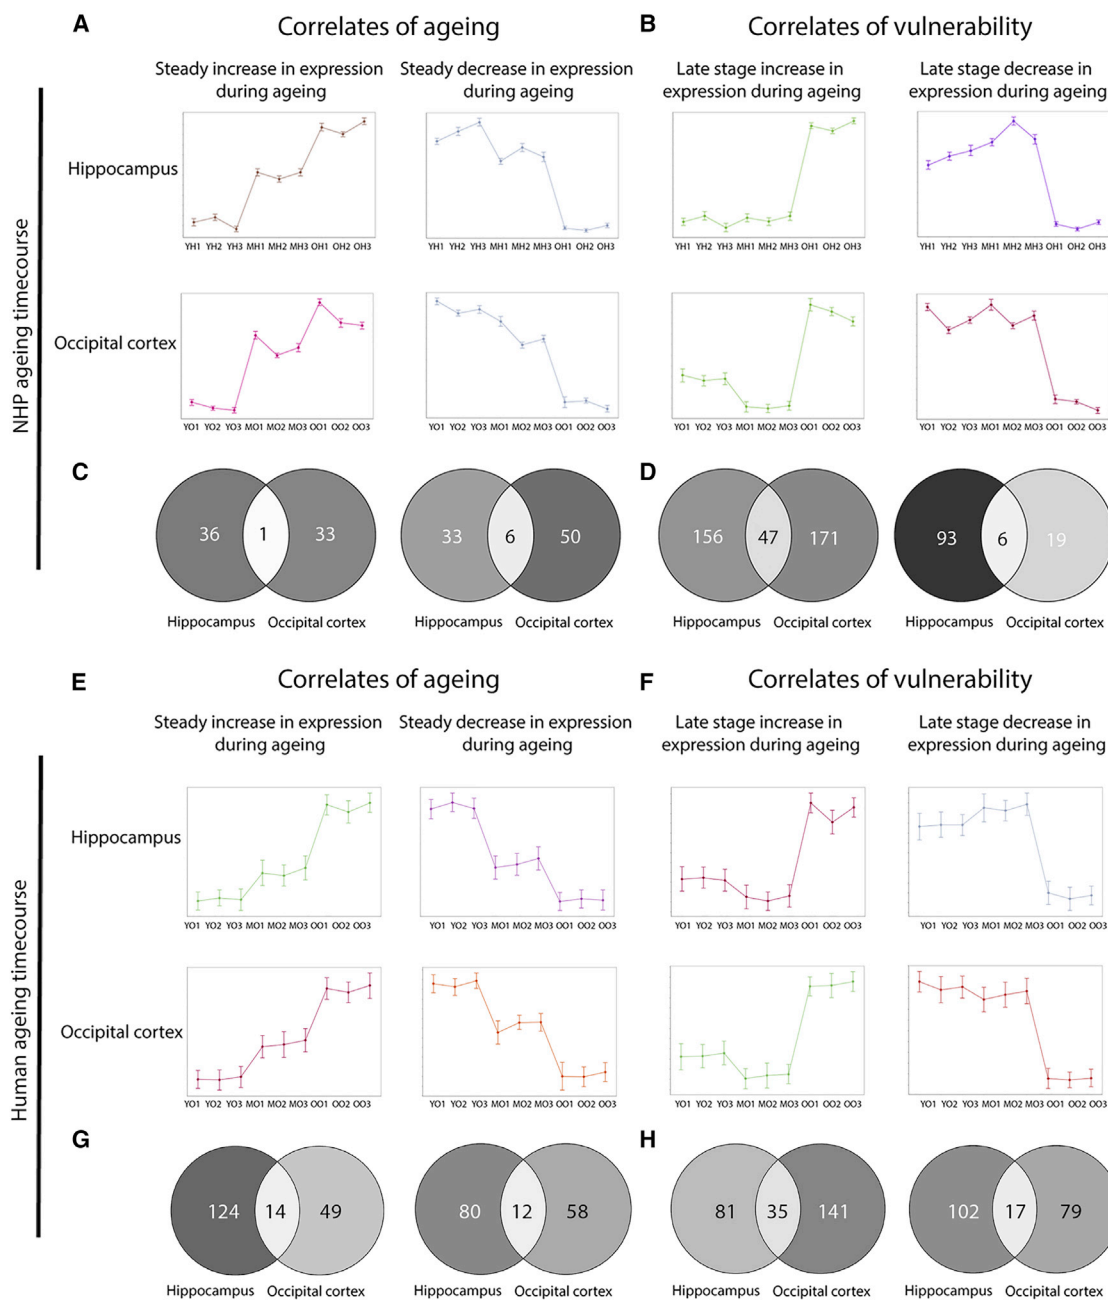 A
Correlates of ageing
B
Correlates of vulnerability
Steady increase in expression
during ageing
Steady decrease in expression
during ageing
Late stage increase in
expression during ageing
Late stage decrease in
expression during ageing
NHP ageing timecourse
Hippocampus
YH1 YH2 YH3 MH1 MH2 MH3 OH1 OH2 OH3
YH1 YH2 YH3 MH1 MH2 MH3 OH1 OH2 OH3
YH1 YH2 YH3 MH1 MH2 MH3 OH1 OH2 OH3
YH1 YH2 YH3 MH1 MH2 MH3 OH1 OH2 OH3
Occipital cortex
YO1 YO2 YO3 MO1 MO2 MO3 OO1 OO2 OO3
YO1 YO2 YO3 MO1 MO2 MO3 OO1 OO2 OO3
YO1 YO2 YO3 MO1 MO2 MO3 OO1 OO2 OO3
YO1 YO2 YO3 MO1 MO2 MO3 OO1 OO2 OO3
C
36 1 33
33 6 50
D
156 47 171
93 6 19
Hippocampus Occipital cortex
Hippocampus Occipital cortex
Hippocampus Occipital cortex
Hippocampus Occipital cortex
E
Correlates of ageing
F
Correlates of vulnerability
Steady increase in expression
during ageing
Steady decrease in expression
during ageing
Late stage increase in
expression during ageing
Late stage decrease in
expression during ageing
Human ageing timecourse
Hippocampus
YO1 YO2 YO3 MO1 MO2 MO3 OO1 OO2 OO3
YO1 YO2 YO3 MO1 MO2 MO3 OO1 OO2 OO3
YO1 YO2 YO3 MO1 MO2 MO3 OO1 OO2 OO3
YO1 YO2 YO3 MO1 MO2 MO3 OO1 OO2 OO3
Occipital cortex
YO1 YO2 YO3 MO1 MO2 MO3 OO1 OO2 OO3
YO1 YO2 YO3 MO1 MO2 MO3 OO1 OO2 OO3
YO1 YO2 YO3 MO1 MO2 MO3 OO1 OO2 OO3
YO1 YO2 YO3 MO1 MO2 MO3 OO1 OO2 OO3
G
124 14 49
80 12 58
H
81 35 141
102 17 79
Hippocampus Occipital cortex
Hippocampus Occipital cortex
Hippocampus Occipital cortex
Hippocampus Occipital cortex